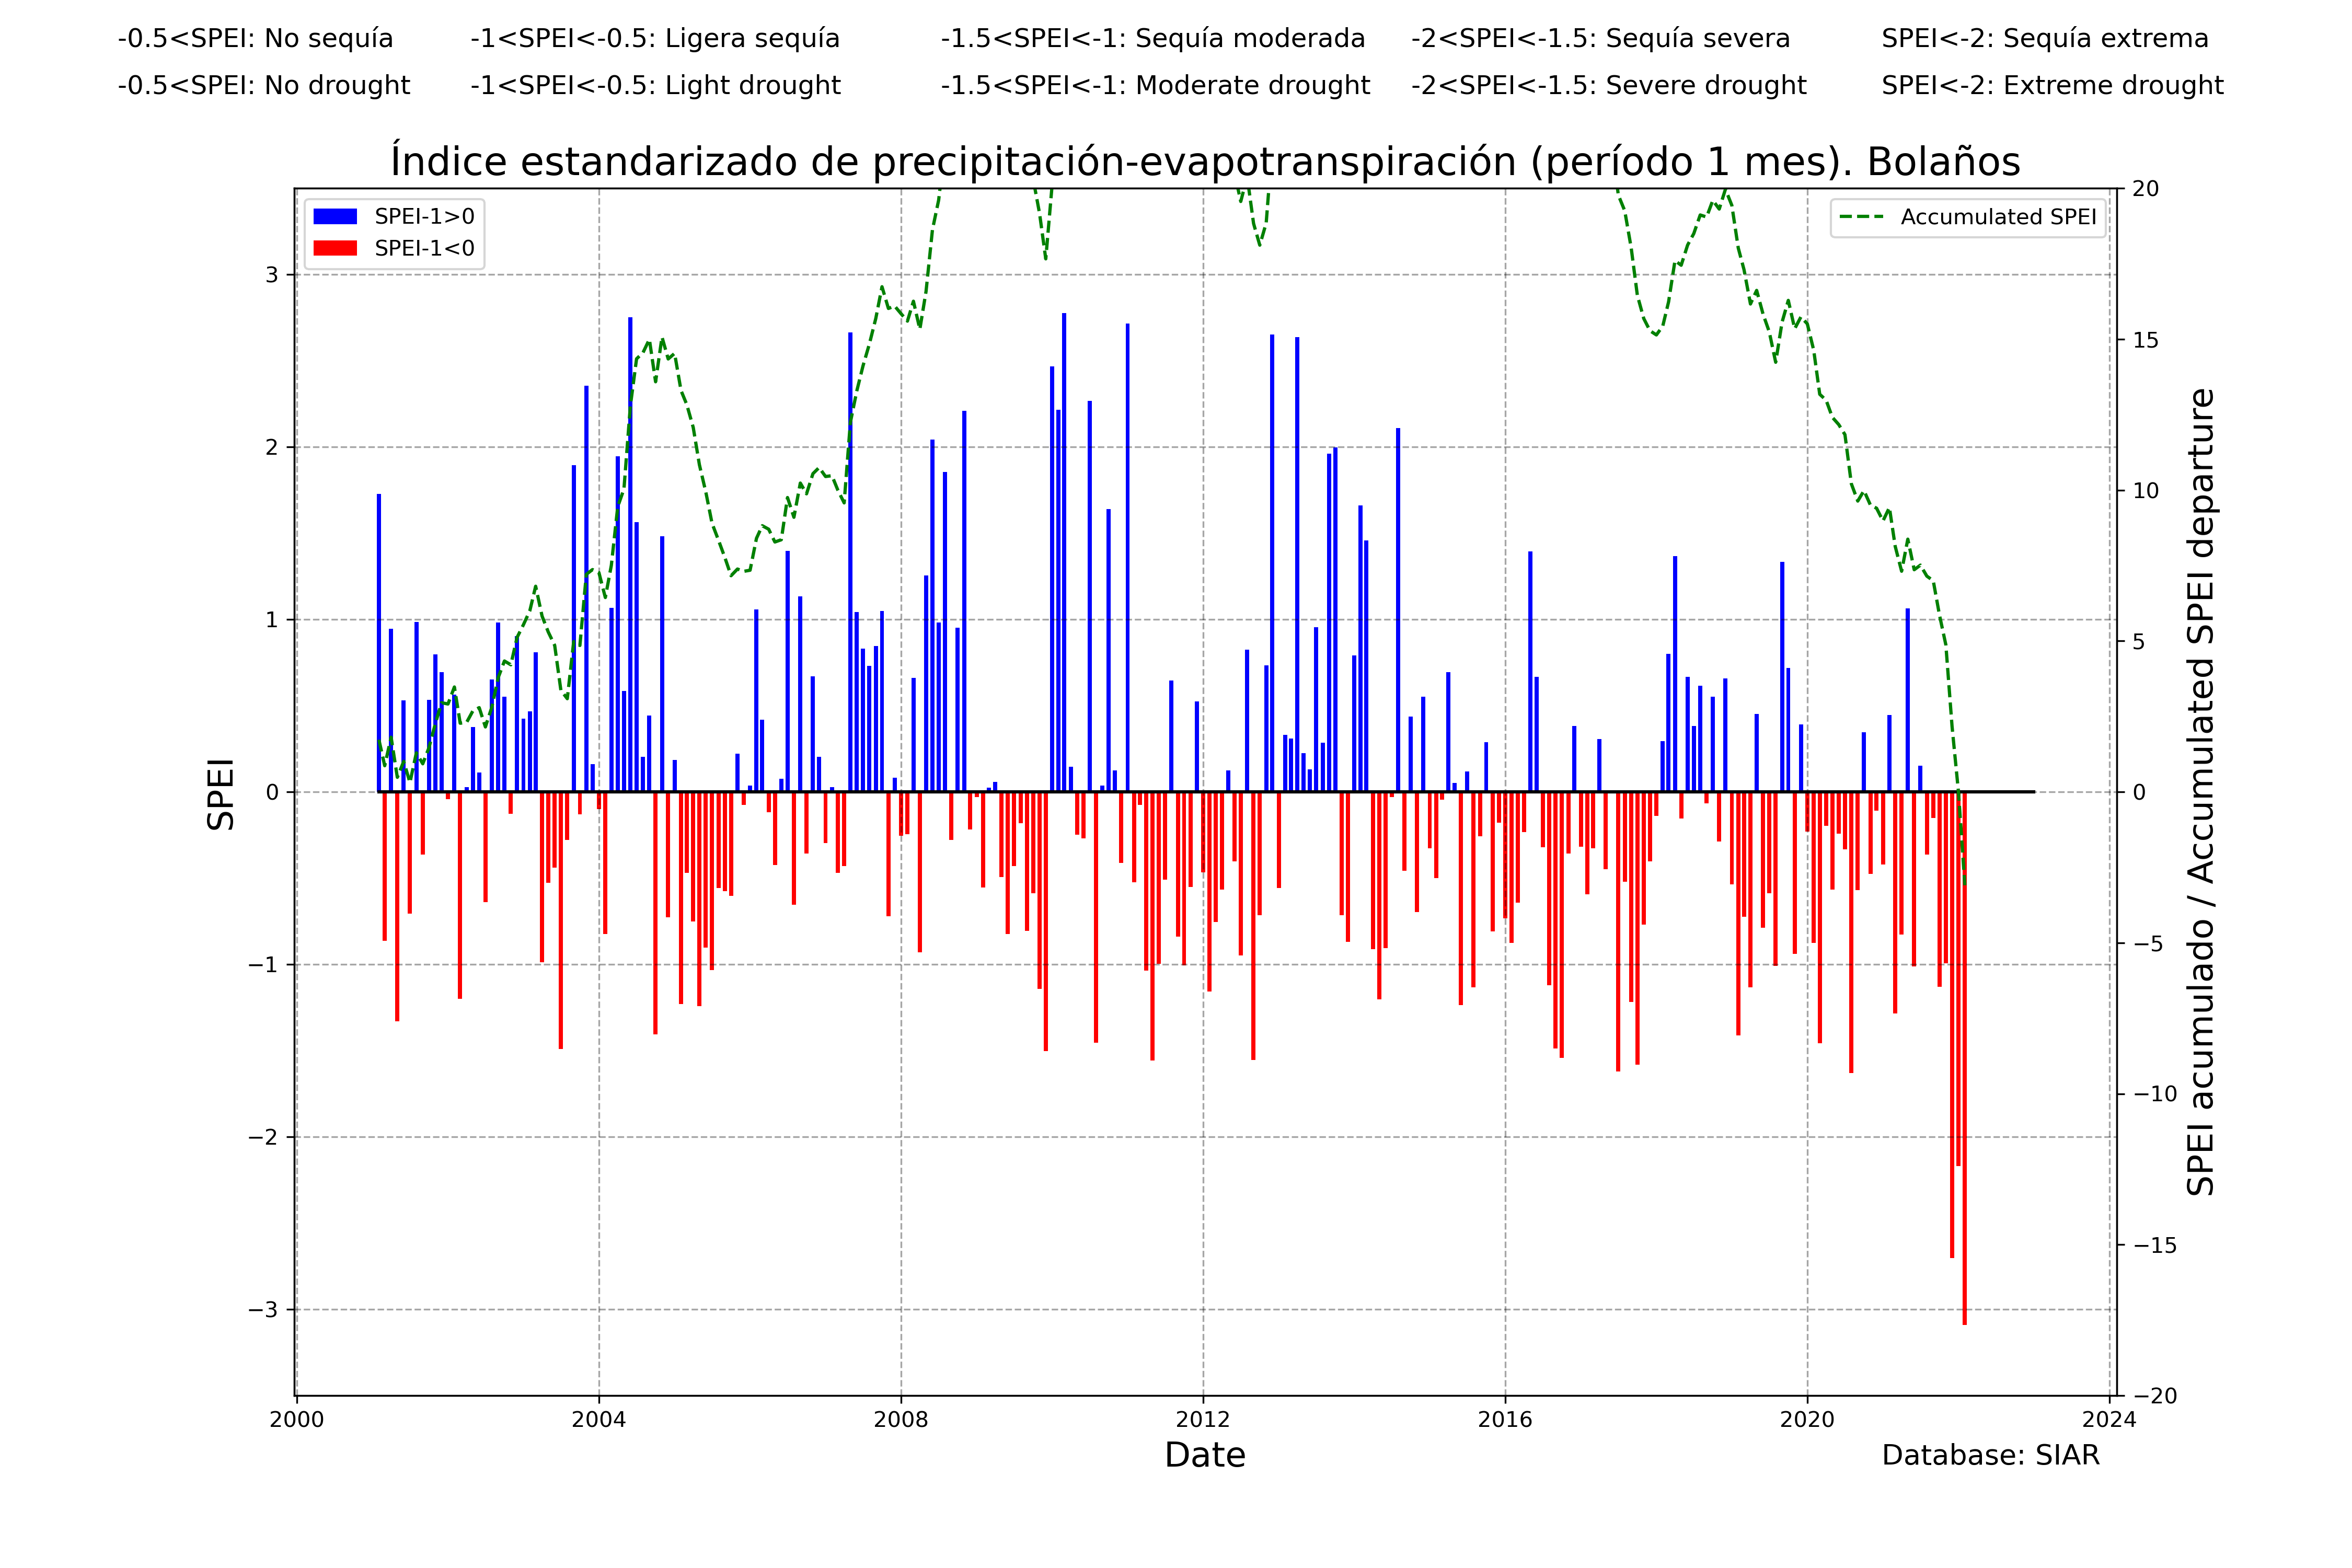 -0.5<SPEI: No sequía -1<SPEI<-0.5: Ligera sequía -1.5<SPEI<-1: Sequía moderada -2<SPEI<-1.5: Sequía severa SPEI<-2: Sequía extrema
-0.5<SPEI: No drought -1<SPEI<-0.5: Light drought -1.5<SPEI<-1: Moderate drought -2<SPEI<-1.5: Severe drought SPEI<-2: Extreme drought
Índice estandarizado de precipitación-evapotranspiración (período 1 mes). Bolaños
SPEI-1>0
SPEI-1<0
Accumulated SPEI
SPEI
3
2
1
0
−1
−2
−3
20
15
10
5
0
−5
−10
−15
−20
SPEI acumulado / Accumulated SPEI departure
2000 2004 2008 2012 2016 2020 2024
Date
Database: SIAR